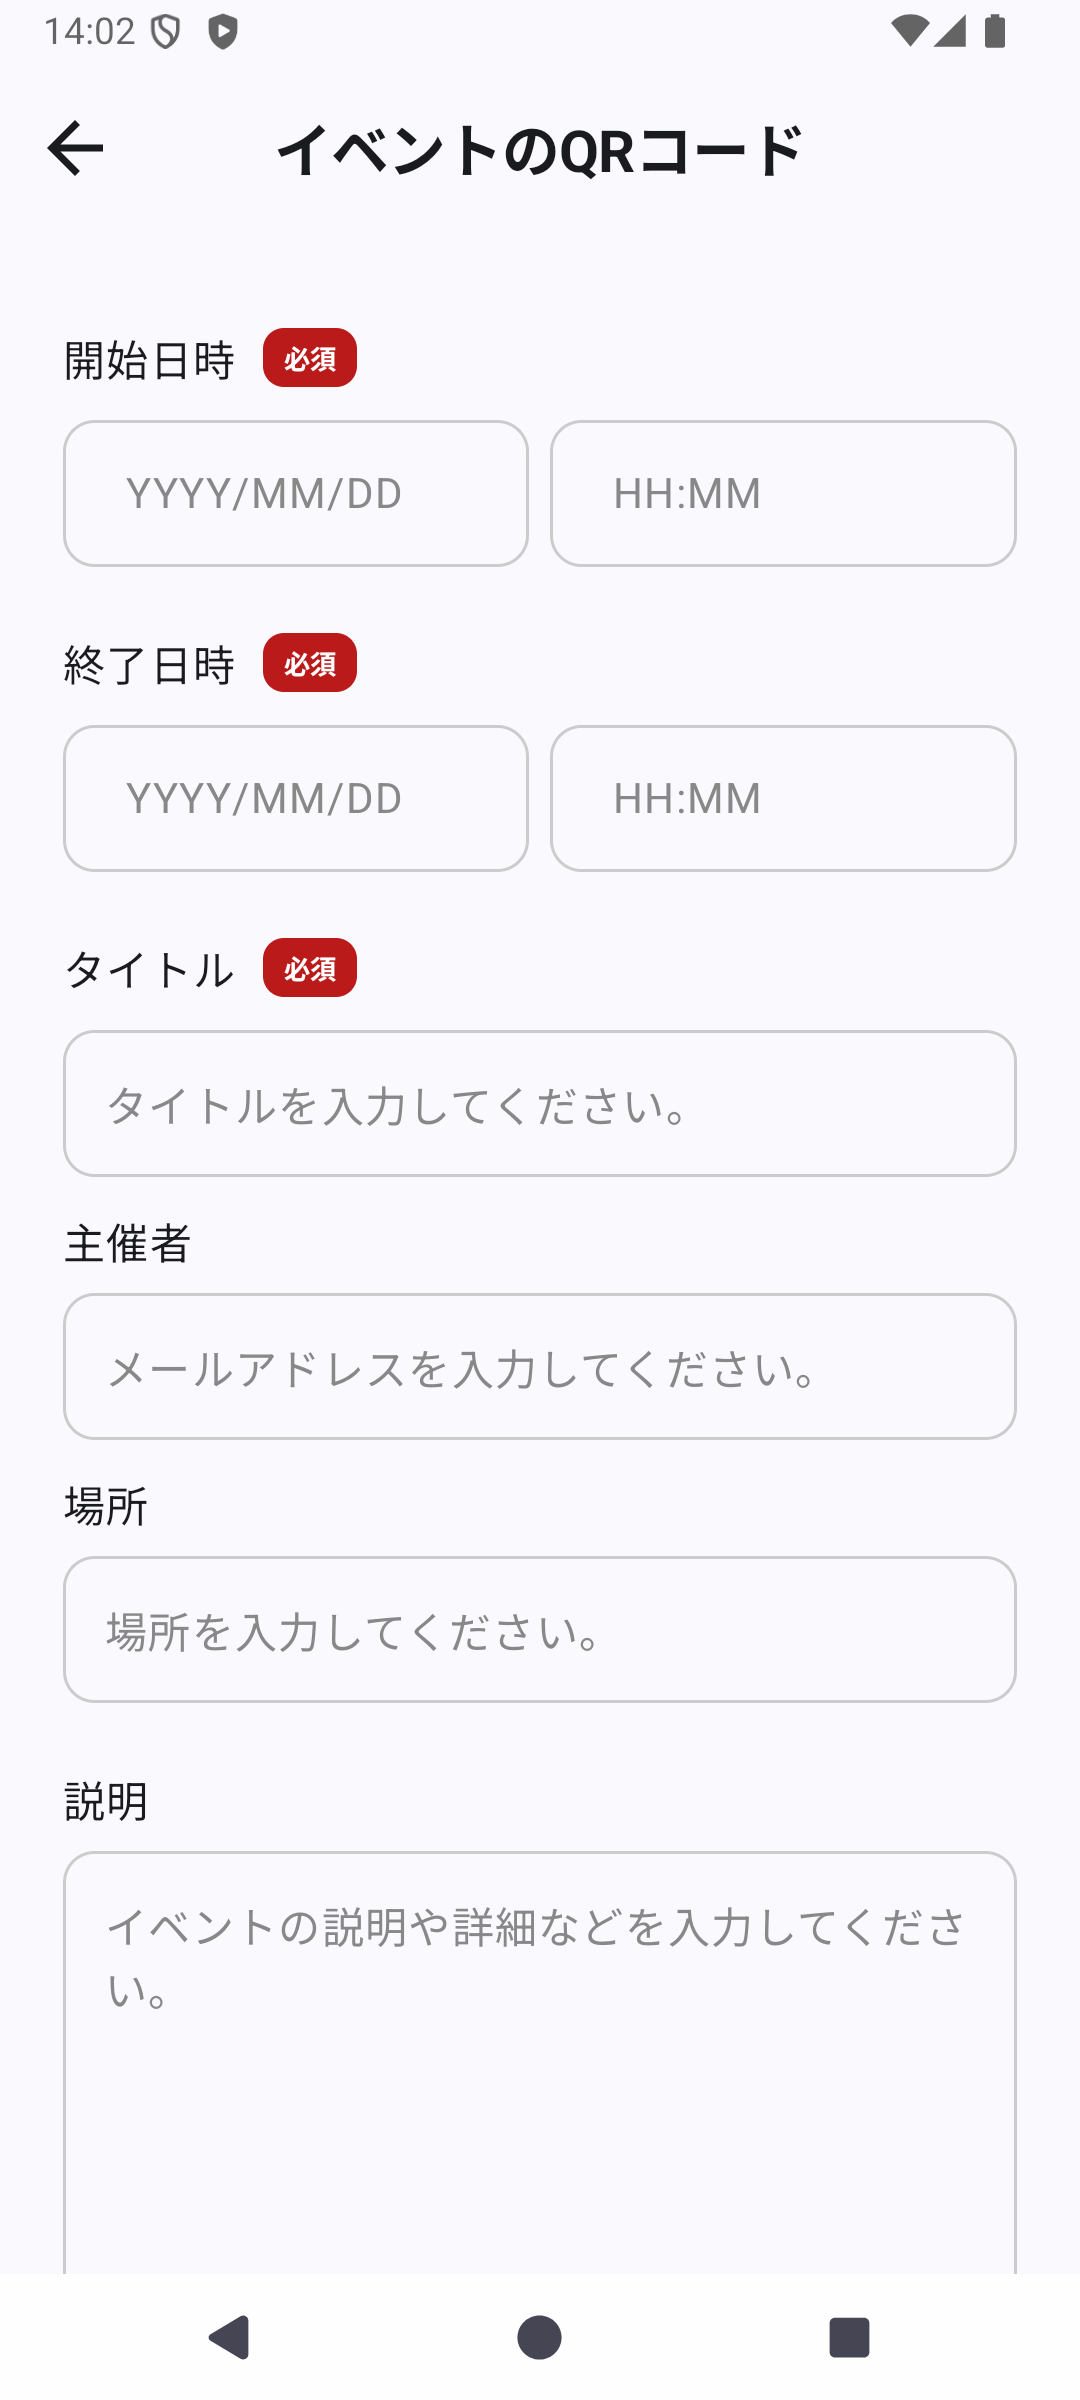 14:02
イベントのQRコード
開始日時 必須
YYYY/MM/DD HH:MM
終了日時 必須
YYYY/MM/DD HH:MM
タイトル 必須
タイトルを入力してください。
主催者
メールアドレスを入力してください。
場所
場所を入力してください。
説明
イベントの説明や詳細などを入力してくださ
い。